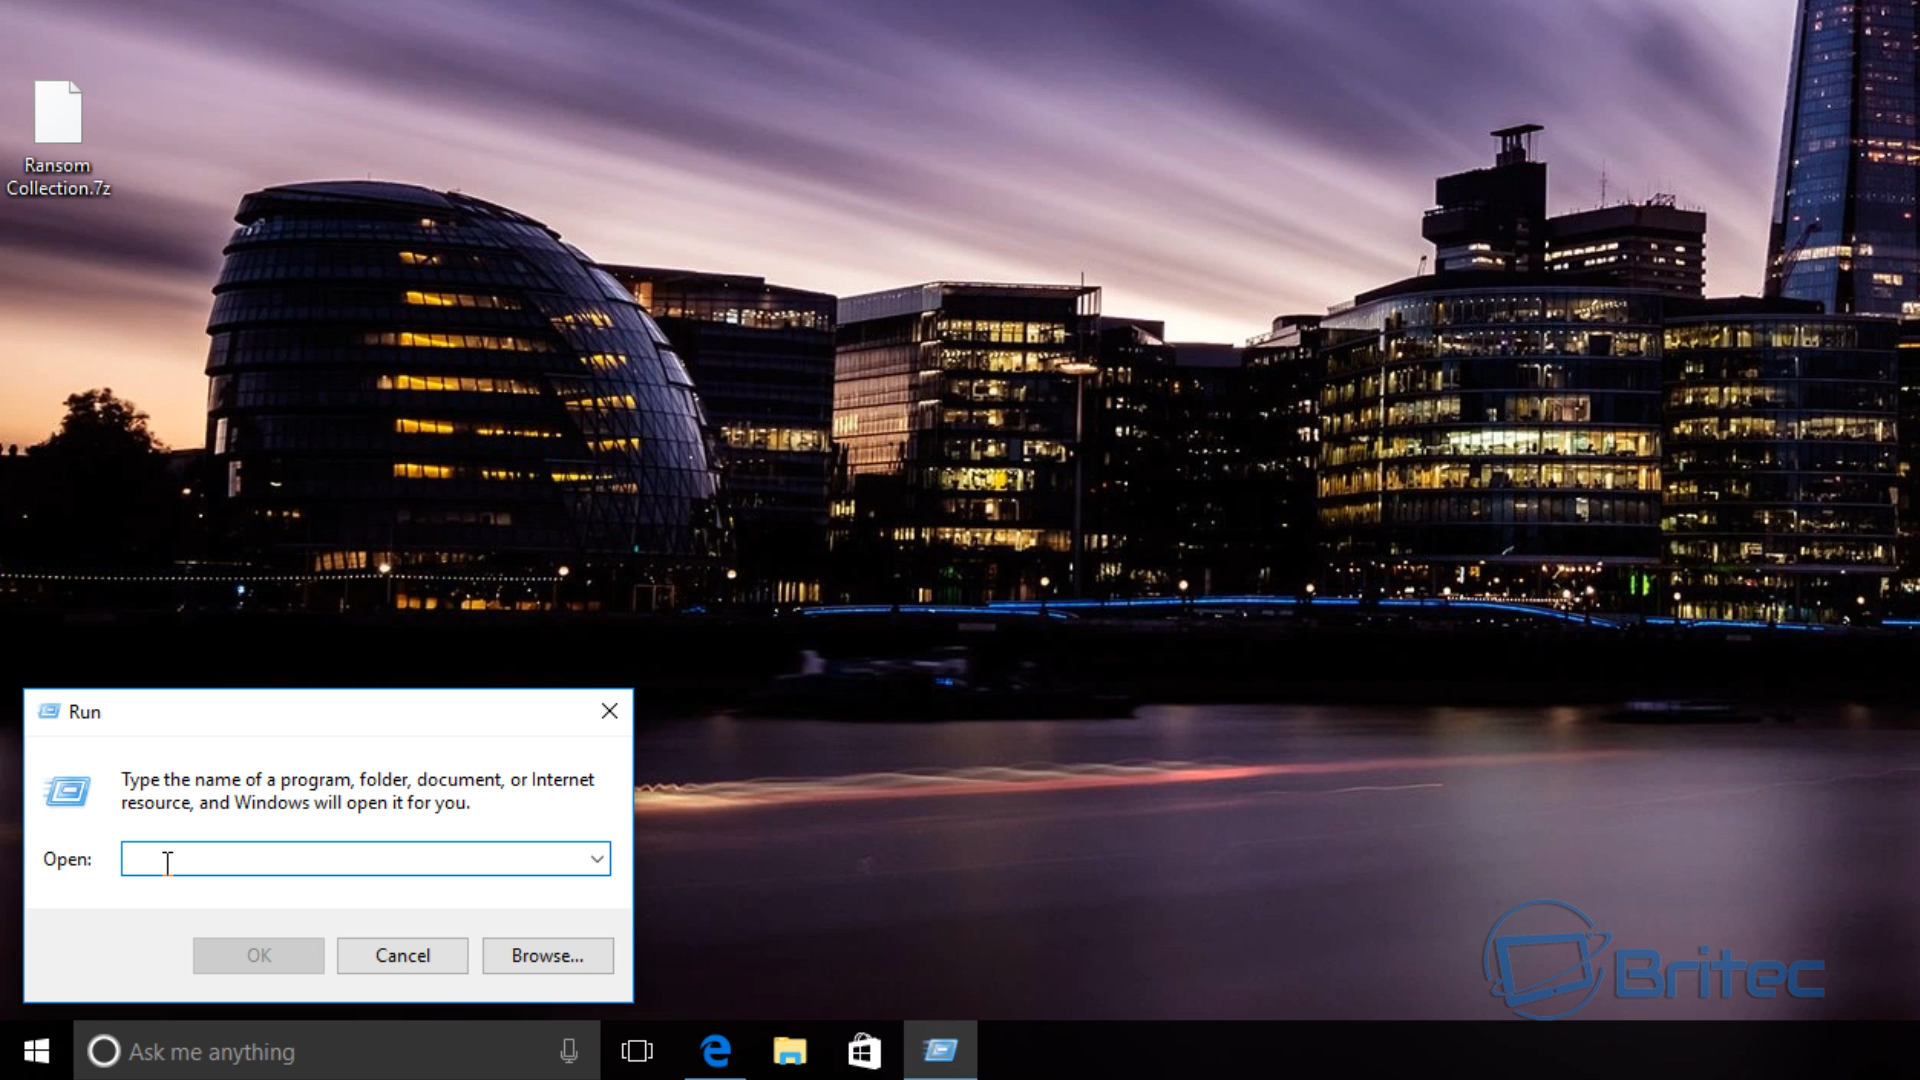 Ransom
Collection.7z
Run
Type the name of a program, folder, document, or Internet
resource, and Windows will open it for you.
Open:
OK
Cancel
Browse...
Britec
Ask me anything